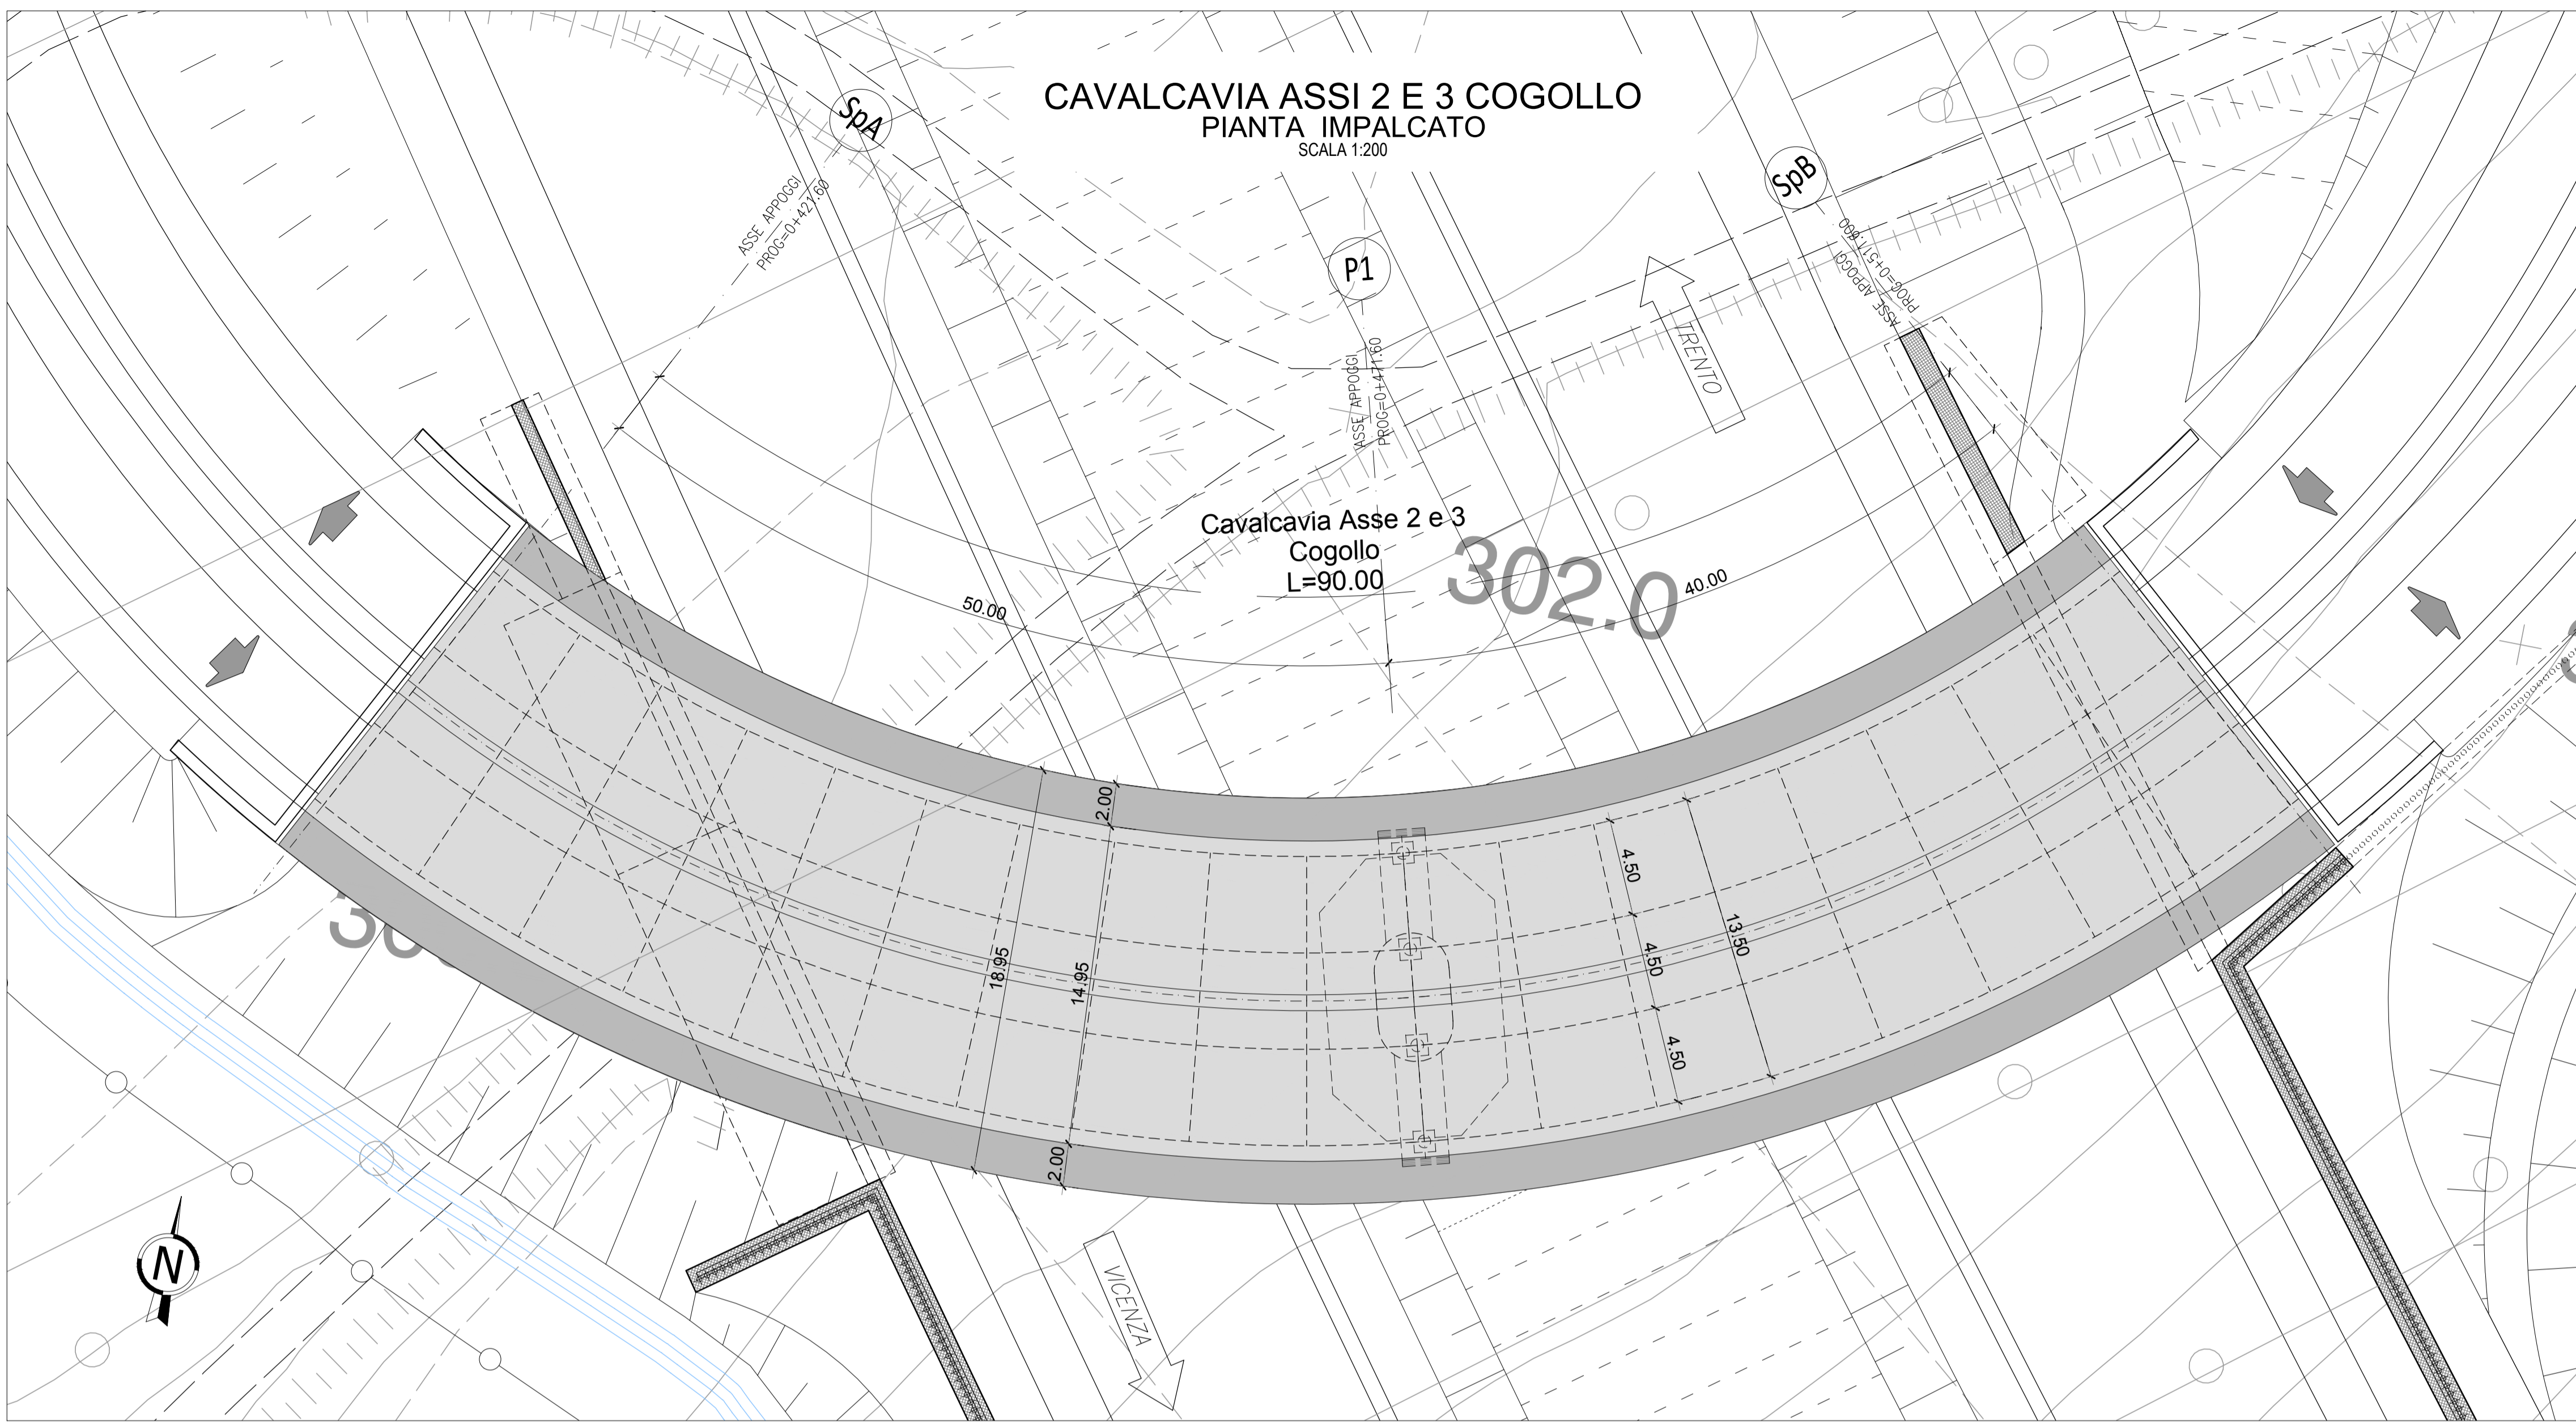 CAVALCAVIA ASSI 2 E 3 COGOLLO
PIANTA IMPALCATO
SCALA 1:200
SpA
ASSE APPOGGI
PROG=0+421.60
P1
ASSE APPOGGI
PROG=0+471.60
SpB
ASSE APPOGGI
PROG=0+511.600
TRENTO
Cavalcavia Asse 2 e 3
Cogollo
L=90.00
302.0
50.00
40.00
2.00
18.95
14.95
2.00
4.50
4.50
4.50
13.50
N
VICENZA